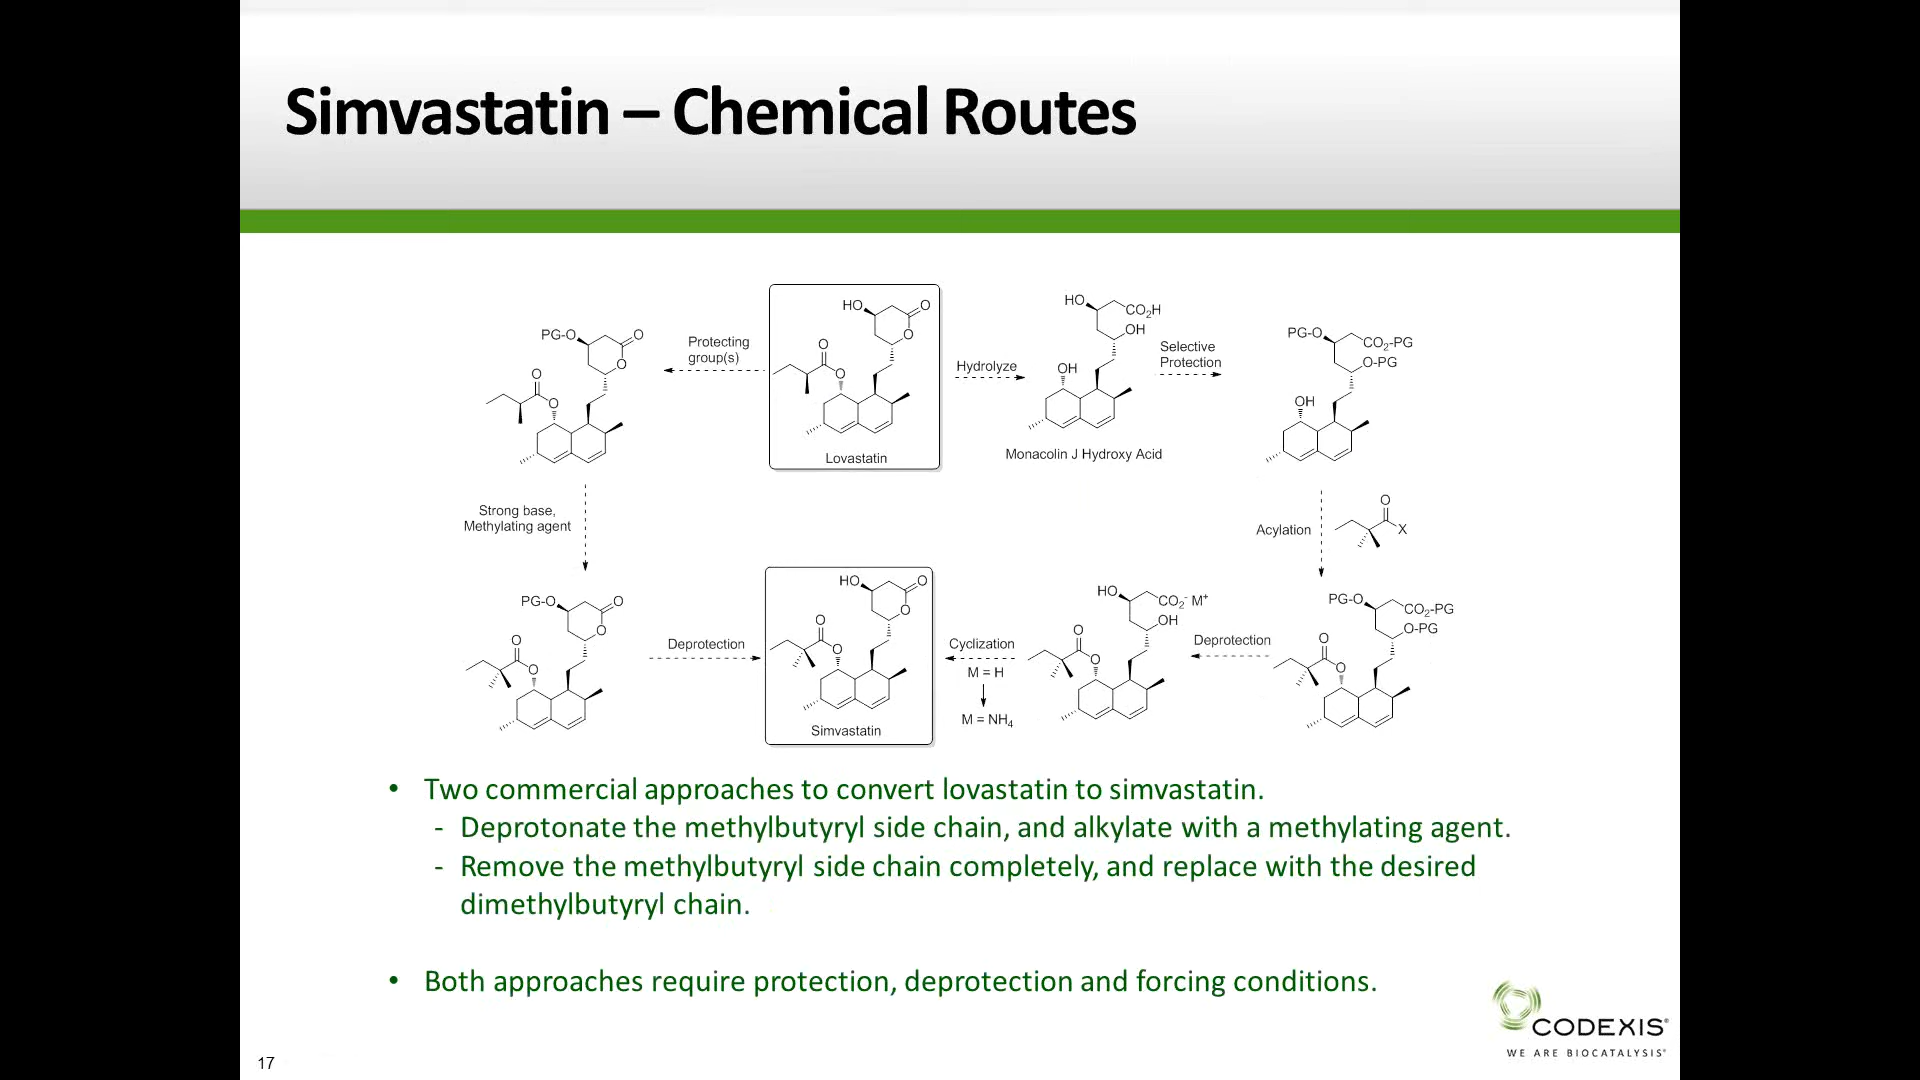 Simvastatin – Chemical Routes
HO
O
O
O
O
Lovastatin
PG-O
O
O
O
O
Protecting
group(s)
Hydrolyze
HO
CO2H
OH
OH
Monacolin J Hydroxy Acid
Selective
Protection
PG-O
CO2-PG
O-PG
OH
Strong base,
Methylating agent
Acylation
O
X
PG-O
O
O
O
O
Deprotection
HO
O
O
O
O
Simvastatin
Cyclization
M = H
M = NH4
HO
CO2- M+
OH
O
O
Deprotection
PG-O
CO2-PG
O-PG
O
O
• Two commercial approaches to convert lovastatin to simvastatin.
- Deprotonate the methylbutyryl side chain, and alkylate with a methylating agent.
- Remove the methylbutyryl side chain completely, and replace with the desired
dimethylbutyryl chain.
• Both approaches require protection, deprotection and forcing conditions.
CODEXIS®
WE ARE BIOCATALYSIS®
17